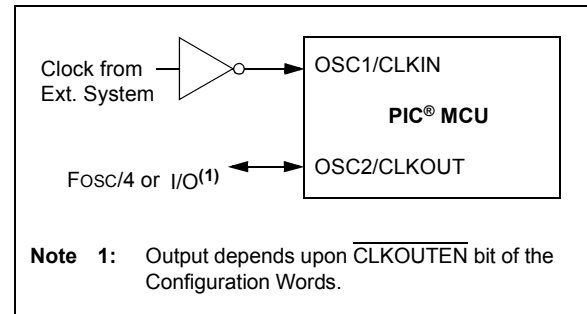 Clock from
Ext. System
OSC1/CLKIN
PIC® MCU
FOSC/4 or I/O(1)
OSC2/CLKOUT
Note 1: Output depends upon CLKOUTEN bit of the
Configuration Words.